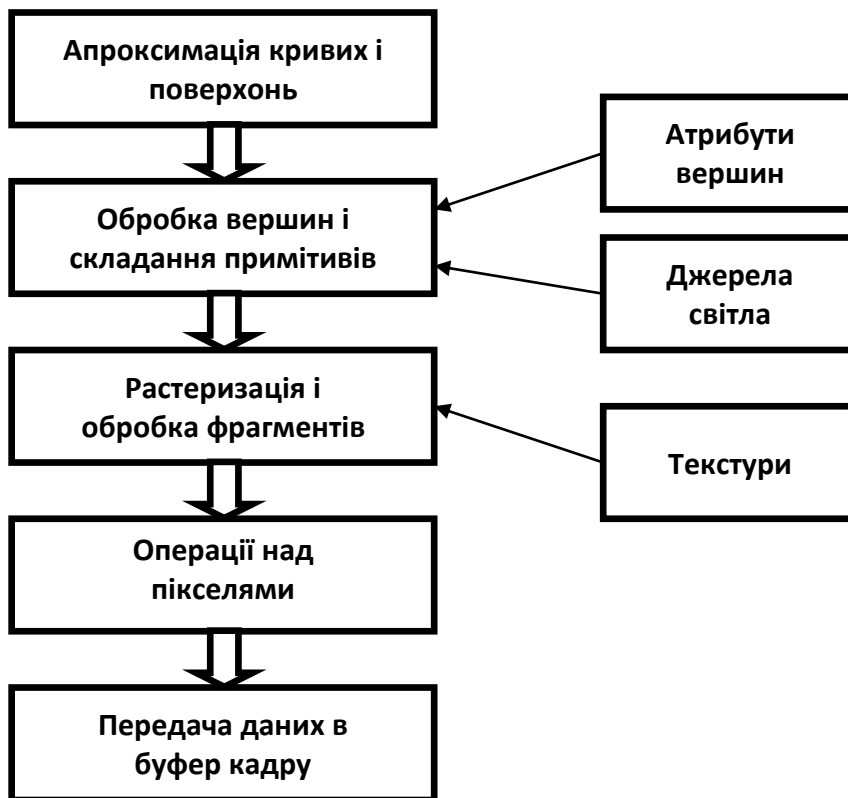 Апроксимація кривих і
поверхонь
Атрибути
вершин
Обробка вершин і
складання примітивів
Джерела
світла
Растеризація і
обробка фрагментів
Текстури
Операції над
пікселями
Передача даних в
буфер кадру